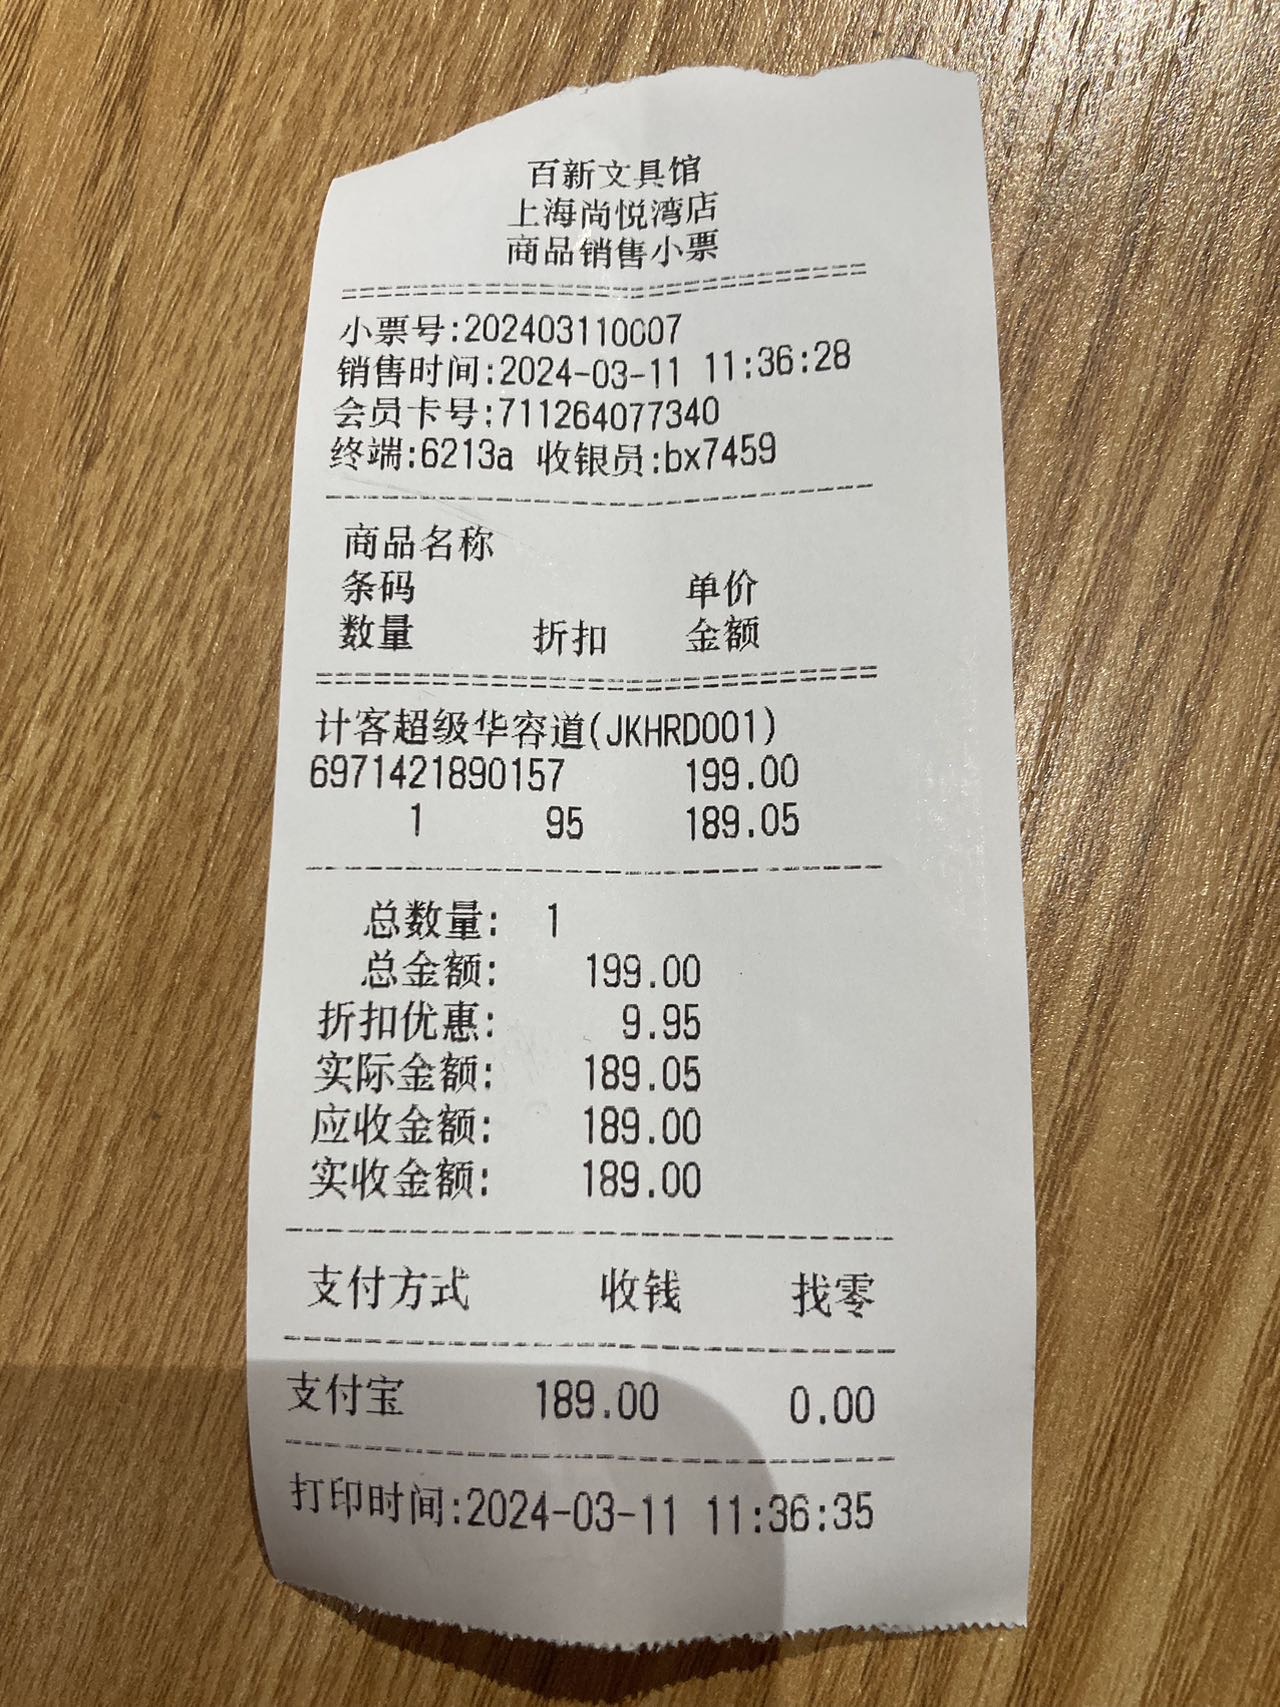 百新文具馆
上海尚悦湾店
商品销售小票
小票号:202403110007
销售时间:2024-03-11 11:36:28
会员卡号:711264077340
终端:6213a 收银员:bx7459
商品名称
条码 单价
数量 折扣 金额
计客超级华容道(JKHRD001)
6971421890157 199.00
1 95 189.05
总数量: 1
总金额: 199.00
折扣优惠: 9.95
实际金额: 189.05
应收金额: 189.00
实收金额: 189.00
支付方式 收钱 找零
支付宝 189.00 0.00
打印时间:2024-03-11 11:36:35